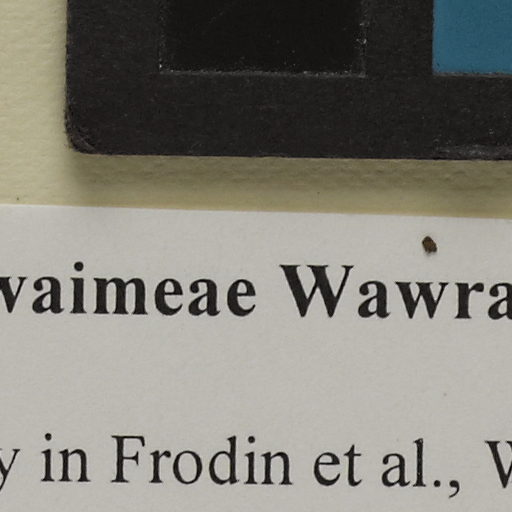 waimeae Wawra
y in Frodin et al., W